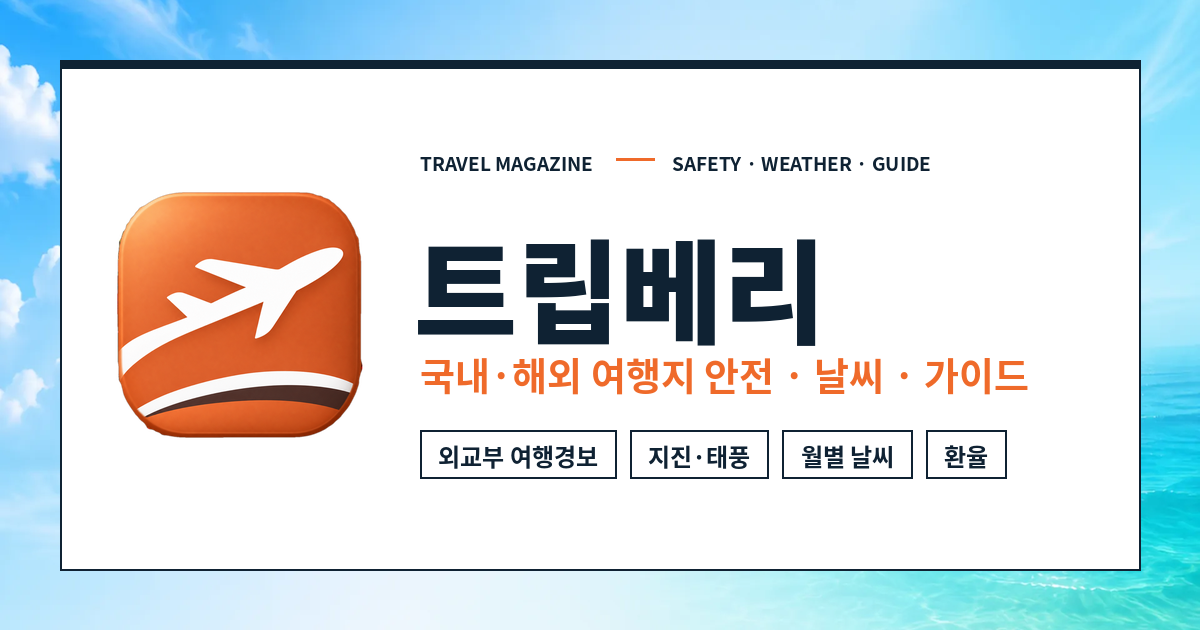 TRAVEL MAGAZINE — SAFETY · WEATHER · GUIDE
트립베리
국내·해외 여행지 안전 · 날씨 · 가이드
외교부 여행경보 지진·태풍 월별 날씨 환율